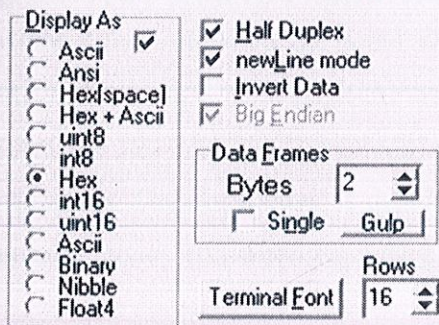 Display As
Ascii
Ansi
Hex[space]
Hex + Ascii
uint8
int8
Hex
int16
uint16
Ascii
Binary
Nibble
Float4
Half Duplex
newLine mode
Invert Data
Big Endian
Data Frames
Bytes 2
Single Gulp
Rows
Terminal Font 16